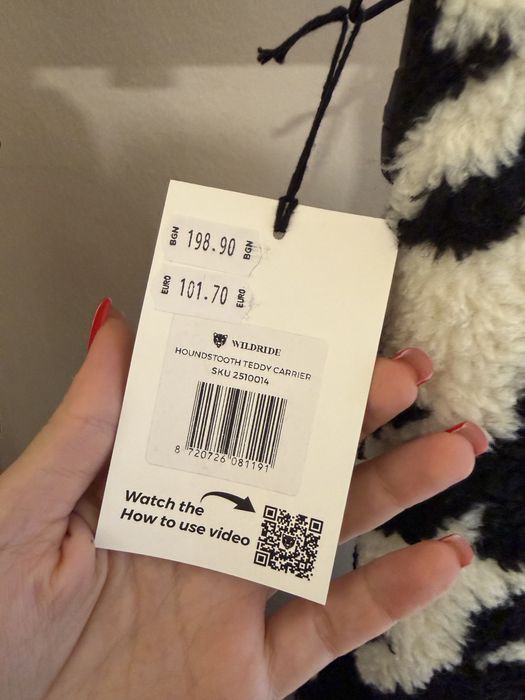 BGN 198.90 BGN
EURO 101.70 EURO
WILDRIDE
HOUNDSTOOTH TEDDY CARRIER
SKU 2510014
8 720726 081191
Watch the
How to use video